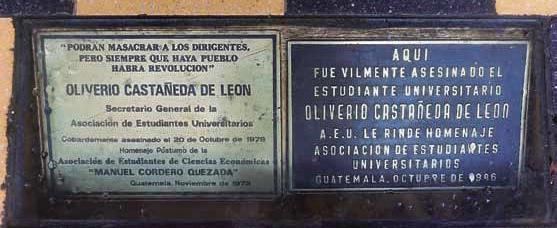 "PODRAN MASACRAR A LOS DIRIGENTES,
PERO SIEMPRE QUE HAYA PUEBLO
HABRA REVOLUCION"
OLIVERIO CASTAÑEDA DE LEON
Secretario General de la
Asociación de Estudiantes Universitarios
Cobardemente asesinado el 20 de Octubre de 1978
Homenaje Póstumo de la
Asociación de Estudiantes de Ciencias Económicas
"MANUEL CORDERO QUEZADA"
Guatemala, Noviembre de 1979
AQUI
FUE VILMENTE ASESINADO EL
ESTUDIANTE UNIVERSITARIO
OLIVERIO CASTAÑEDA DE LEON
A.E.U. LE RINDE HOMENAJE
ASOCIACION DE ESTUDIANTES
UNIVERSITARIOS
GUATEMALA, OCTUPRE DE 1996